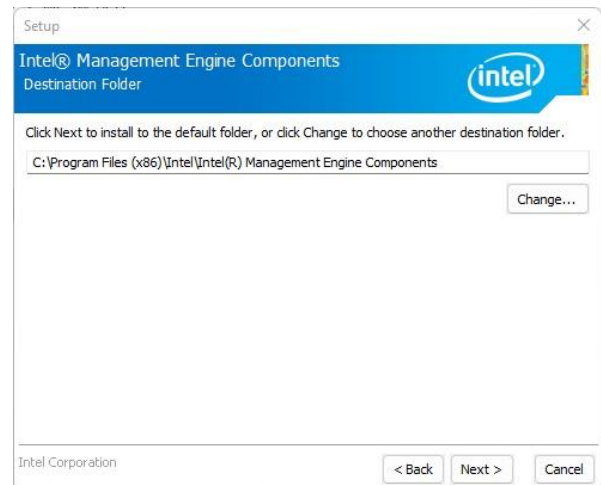 Setup
Intel® Management Engine Components
Destination Folder
intel
Click Next to install to the default folder, or click Change to choose another destination folder.
C:\Program Files (x86)\Intel\Intel(R) Management Engine Components
Change...
Intel Corporation
< Back
Next >
Cancel